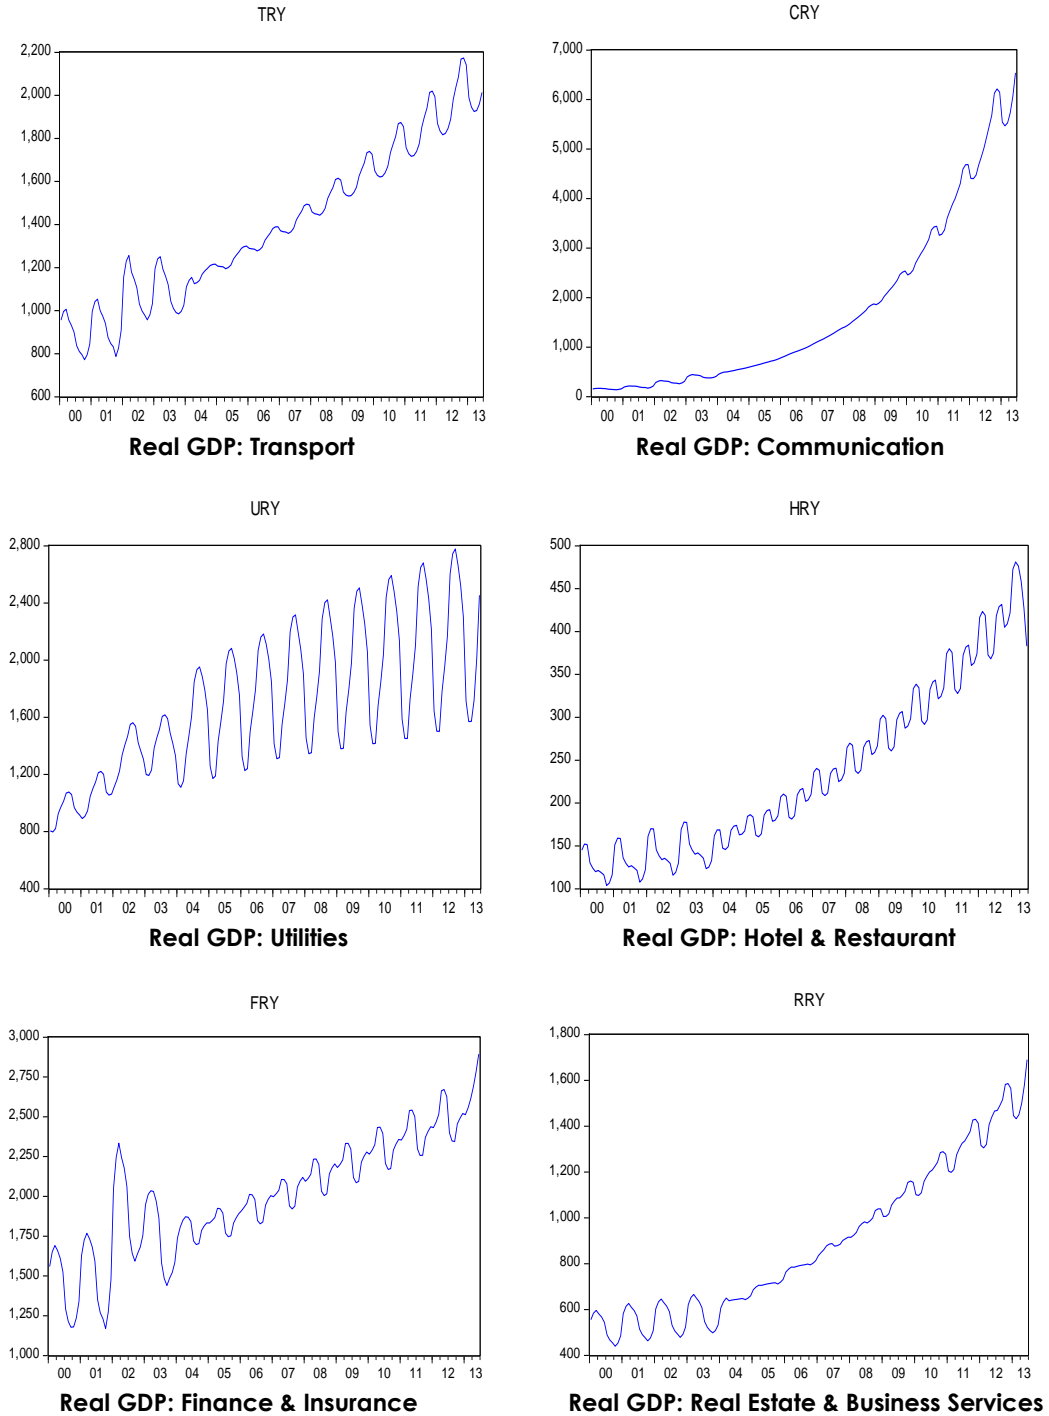 TRY
2,200
2,000
1,800
1,600
1,400
1,200
1,000
800
600
00 01 02 03 04 05 06 07 08 09 10 11 12 13
Real GDP: Transport
CRY
7,000
6,000
5,000
4,000
3,000
2,000
1,000
0
00 01 02 03 04 05 06 07 08 09 10 11 12 13
Real GDP: Communication
URY
2,800
2,400
2,000
1,600
1,200
800
400
00 01 02 03 04 05 06 07 08 09 10 11 12 13
Real GDP: Utilities
HRY
500
450
400
350
300
250
200
150
100
00 01 02 03 04 05 06 07 08 09 10 11 12 13
Real GDP: Hotel & Restaurant
FRY
3,000
2,750
2,500
2,250
2,000
1,750
1,500
1,250
1,000
00 01 02 03 04 05 06 07 08 09 10 11 12 13
Real GDP: Finance & Insurance
RRY
1,800
1,600
1,400
1,200
1,000
800
600
400
00 01 02 03 04 05 06 07 08 09 10 11 12 13
Real GDP: Real Estate & Business Services